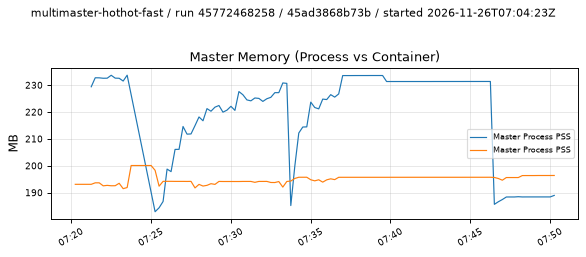 multimaster-hothot-fast / run 45772468258 / 45ad3868b73b / started 2026-11-26T07:04:23Z
Master Memory (Process vs Container)
MB
230
220
210
200
190
Master Process PSS
Master Process PSS
07:20
07:25
07:30
07:35
07:40
07:45
07:50